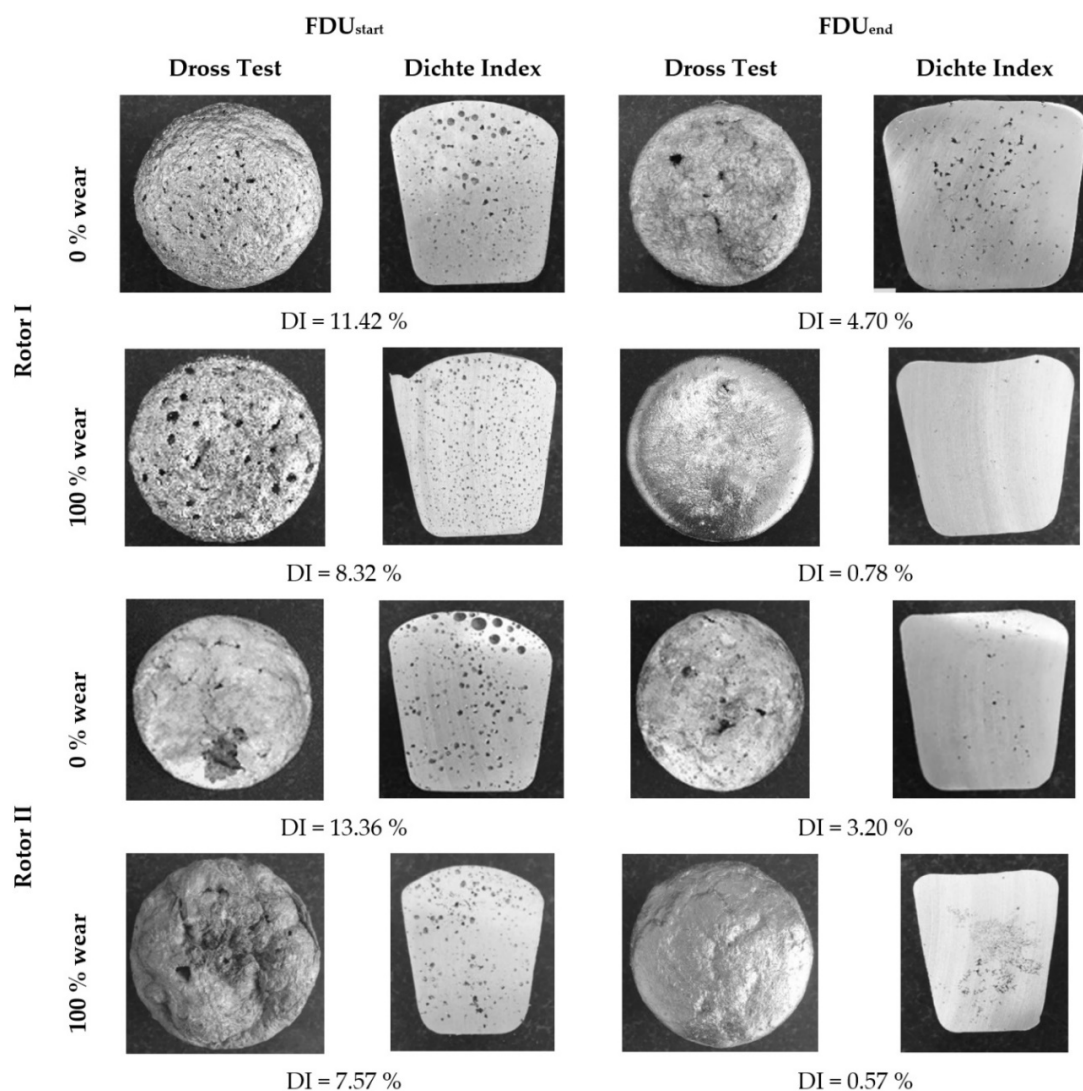 FDUstart FDUend
Dross Test Dichte Index Dross Test Dichte Index
Rotor I
0 % wear
DI = 11.42 % DI = 4.70 %
100 % wear
DI = 8.32 % DI = 0.78 %
Rotor II
0 % wear
DI = 13.36 % DI = 3.20 %
100 % wear
DI = 7.57 % DI = 0.57 %